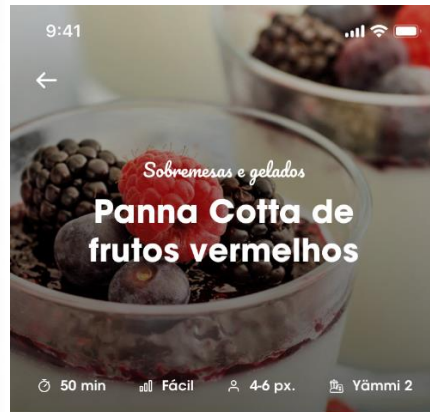 9:41
Sobremesas e gelados
Panna Cotta de
frutos vermelhos
50 min Fácil 4-6 px. Yämmi 2